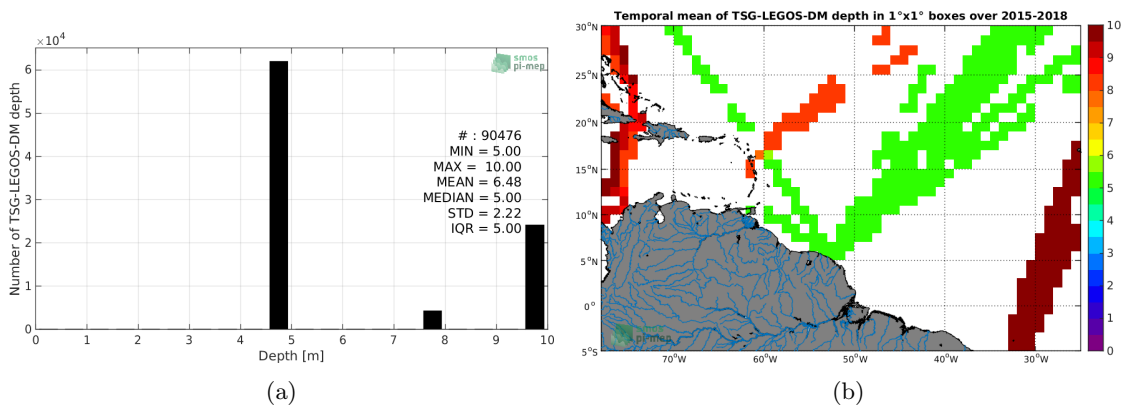 ×10⁴
6
5
4
3
2
1
0
Number of TSG-LEGOS-DM depth
smos
pi-mep
# : 90476
MIN = 5.00
MAX = 10.00
MEAN = 6.48
MEDIAN = 5.00
STD = 2.22
IQR = 5.00
0 1 2 3 4 5 6 7 8 9 10
Depth [m]
(a)
Temporal mean of TSG-LEGOS-DM depth in 1°x1° boxes over 2015-2018
30°N
25°N
20°N
15°N
10°N
5°N
0°
5°S
70°W 60°W 50°W 40°W 30°W
smos
pi-mep
10
9
8
7
6
5
4
3
2
1
0
(b)